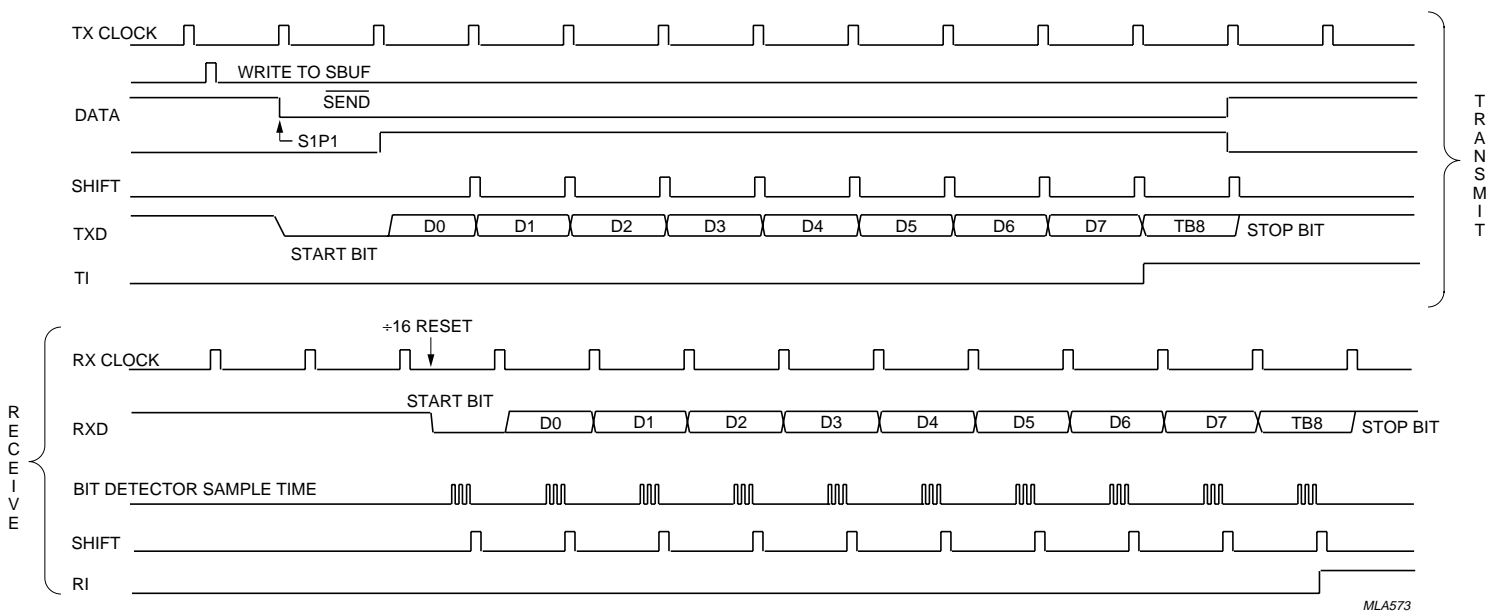 TX CLOCK
WRITE TO SBUF
SEND
DATA
S1P1
SHIFT
D0 D1 D2 D3 D4 D5 D6 D7 TB8
TXD
STOP BIT
START BIT
TI
TRANSMIT
÷16 RESET
RX CLOCK
START BIT
D0 D1 D2 D3 D4 D5 D6 D7 TB8
RXD
STOP BIT
BIT DETECTOR SAMPLE TIME
SHIFT
RI
RECEIVE
MLA573